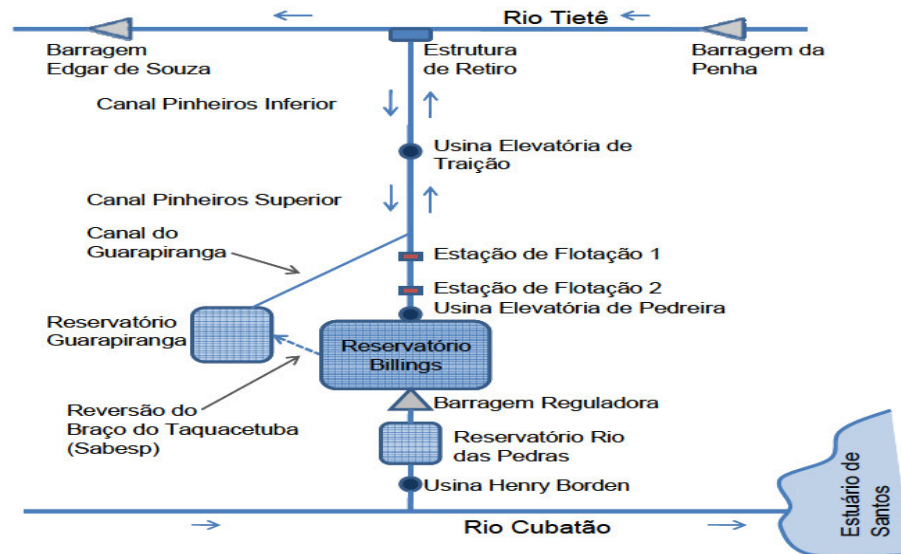 Rio Tietê
Barragem
Edgar de Souza
Estrutura
de Retiro
Barragem da
Penha
Canal Pinheiros Inferior
Usina Elevatória de
Traição
Canal Pinheiros Superior
Canal do
Guarapiranga
Estação de Flotação 1
Estação de Flotação 2
Usina Elevatória de Pedreira
Reservatório
Guarapiranga
Reservatório
Billings
Reversão do
Braço do Taquacetuba
(Sabesp)
Barragem Reguladora
Reservatório Rio
das Pedras
Usina Henry Borden
Rio Cubatão
Estuário de
Santos